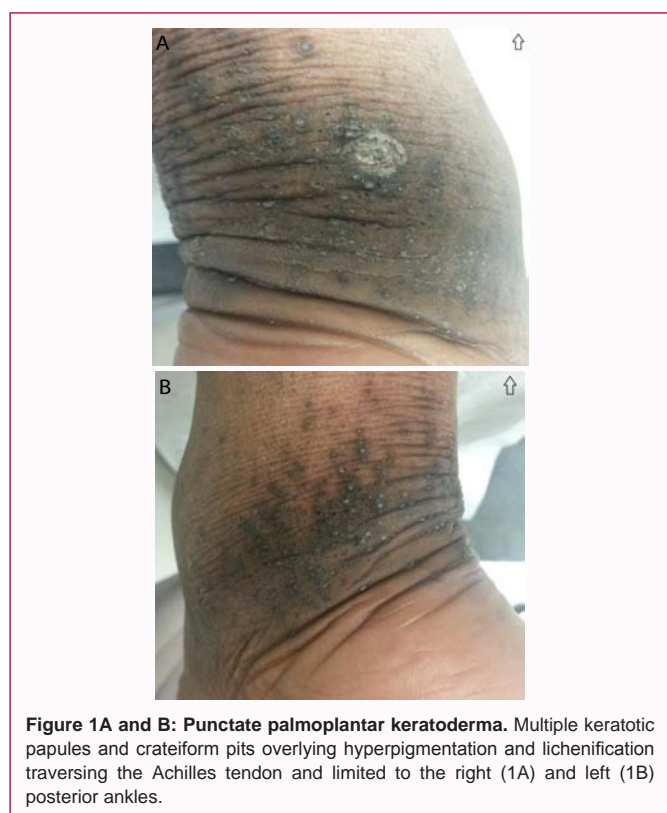 A
B
Figure 1A and B: Punctate palmoplantar keratoderma. Multiple keratotic
papules and crateiform pits overlying hyperpigmentation and lichenification
traversing the Achilles tendon and limited to the right (1A) and left (1B)
posterior ankles.